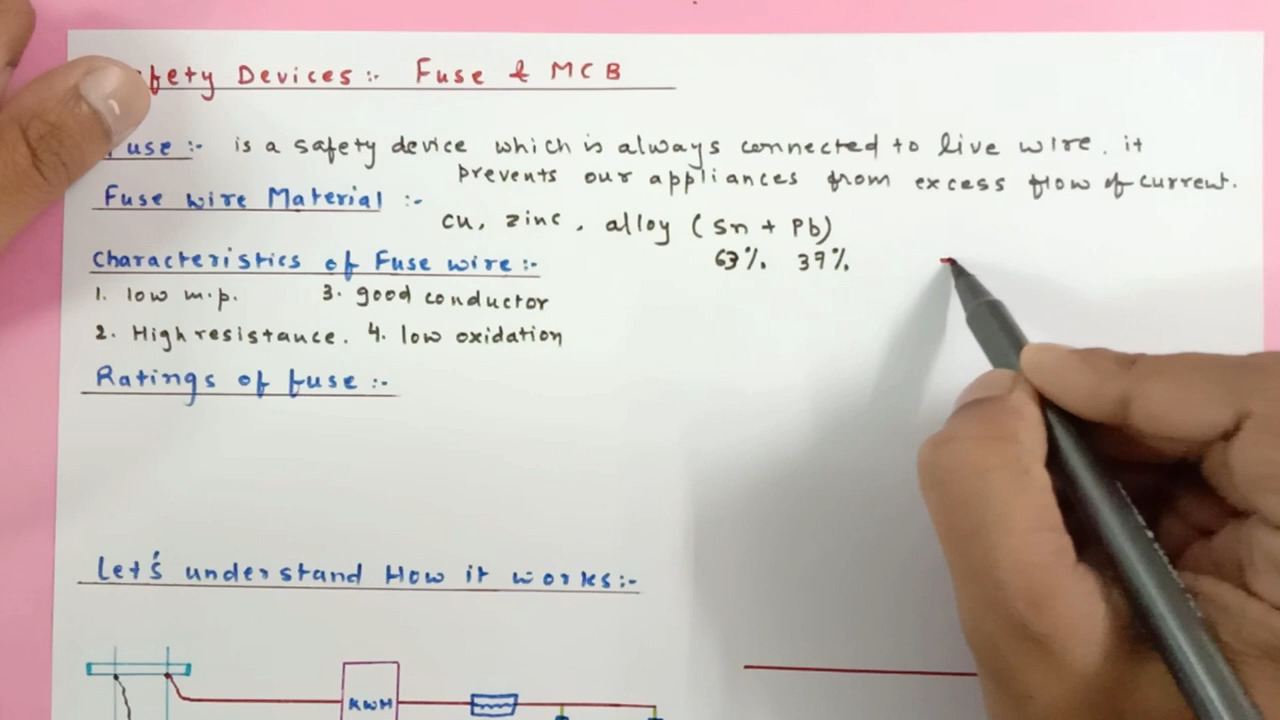 fety Devices:- Fuse & MCB
use :- is a safety device which is always connected to live wire. it
prevents our appliances from excess flow of current.
Fuse wire Material :-
cu, zinc, alloy (Sn + Pb)
63% 37%
Characteristics of Fuse wire:-
1. low m.p. 3. good conductor
2. High resistance. 4. low oxidation
Ratings of fuse:-
Let's understand How it works:-
KWH